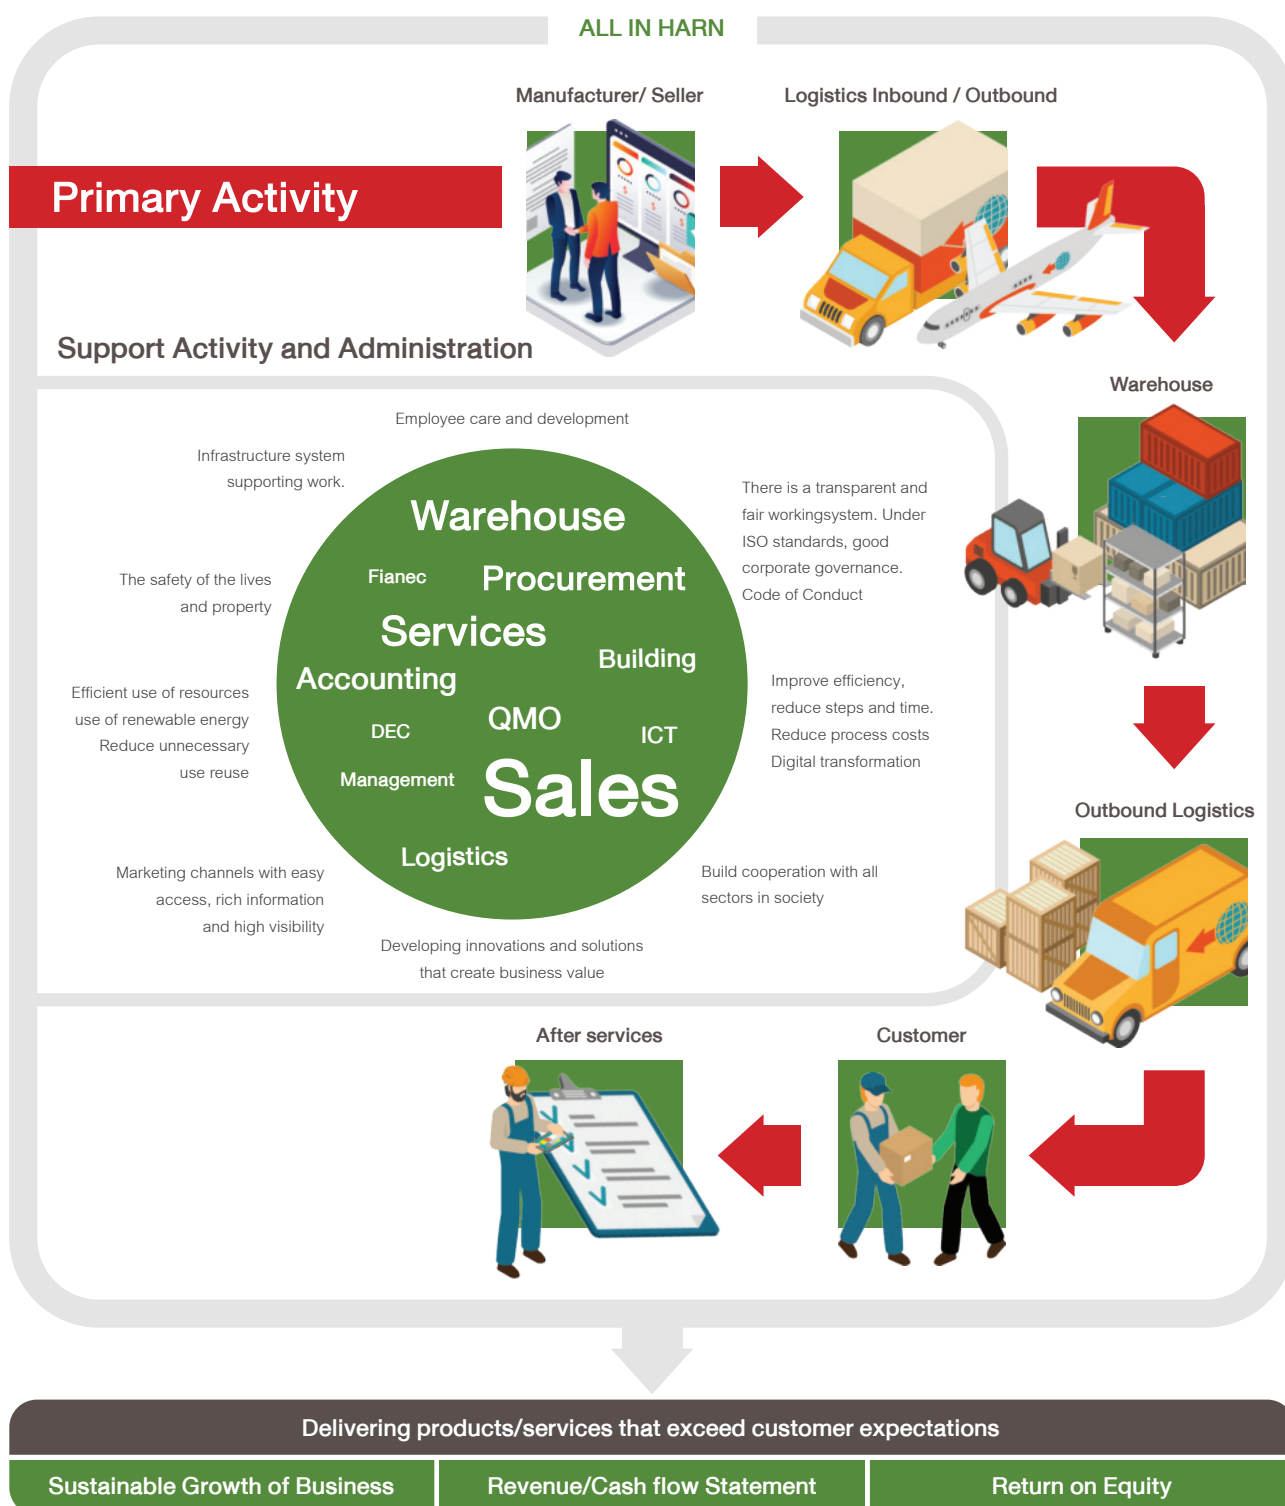 ALL IN HARN
Manufacturer/ Seller
Logistics Inbound / Outbound
Primary Activity
Support Activity and Administration
Warehouse
Employee care and development
Infrastructure system
supporting work.
There is a transparent and
fair workingsystem. Under
ISO standards, good
corporate governance.
Code of Conduct
The safety of the lives
and property
Efficient use of resources
use of renewable energy
Reduce unnecessary
use reuse
Improve efficiency,
reduce steps and time.
Reduce process costs
Digital transformation
Marketing channels with easy
access, rich information
and high visibility
Build cooperation with all
sectors in society
Developing innovations and solutions
that create business value
Warehouse
Fianec
Procurement
Services
Building
Accounting
QMO
DEC
ICT
Management
Sales
Logistics
Outbound Logistics
After services
Customer
Delivering products/services that exceed customer expectations
Sustainable Growth of Business
Revenue/Cash flow Statement
Return on Equity